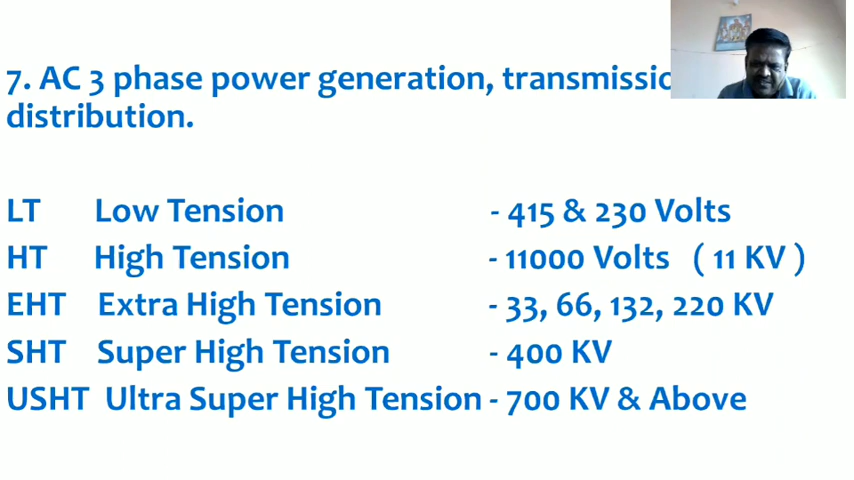 7. AC 3 phase power generation,
distribution.
LT Low Tension - 415 & 230 Volts
HT High Tension - 11000 Volts ( 11 KV )
EHT Extra High Tension - 33, 66, 132, 220 KV
SHT Super High Tension - 400 KV
USHT Ultra Super High Tension - 700 KV & Above